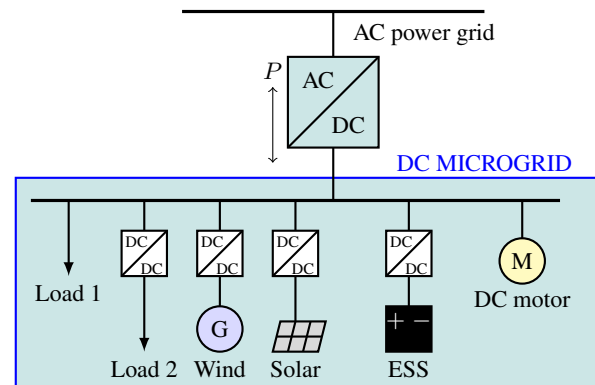 AC power grid
P
AC
DC
DC MICROGRID
DC DC DC DC
DC DC DC DC
M
Load 1
DC motor
G
+ −
Load 2 Wind Solar ESS